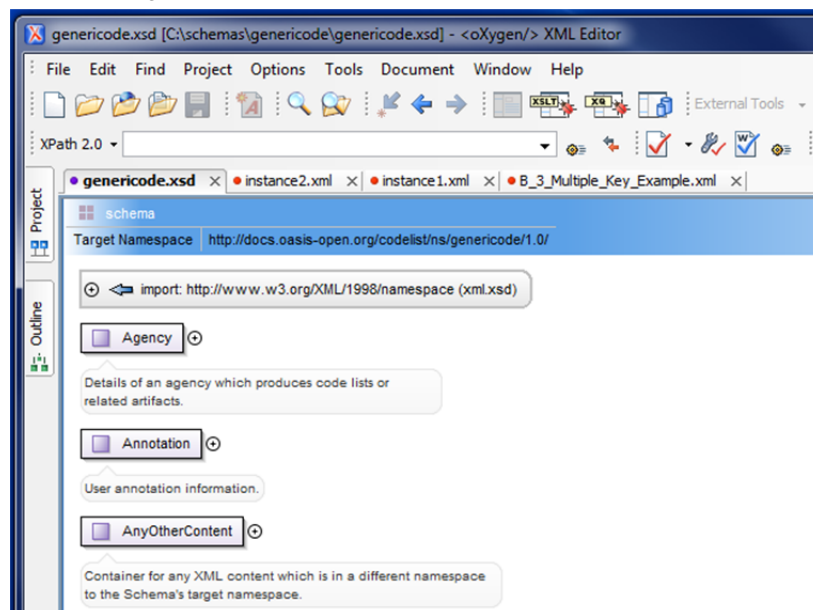 genericode.xsd [C:\schemas\genericode\genericode.xsd] - <oXygen/> XML Editor
File Edit Find Project Options Tools Document Window Help
XSLT XQ External Tools
XPath 2.0
genericode.xsd × instance2.xml × instance1.xml × B_3_Multiple_Key_Example.xml ×
Project
Outline
schema
Target Namespace http://docs.oasis-open.org/codelist/ns/genericode/1.0/
import: http://www.w3.org/XML/1998/namespace (xml.xsd)
Agency
Details of an agency which produces code lists or
related artifacts.
Annotation
User annotation information.
AnyOtherContent
Container for any XML content which is in a different namespace
to the Schema's target namespace.